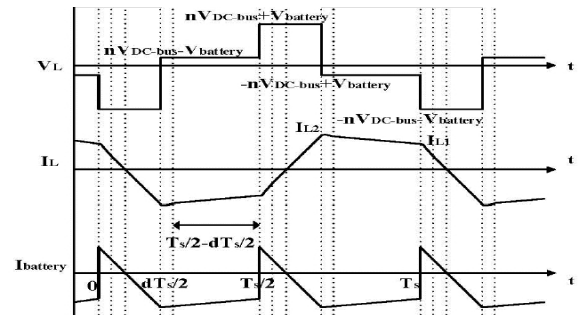 nVDC-bus+Vbattery
nVDC-bus-Vbattery
VL
t
-nVDC-bus+Vbattery
-nVDC-bus-Vbattery
IL2
IL1
IL
t
Ts/2-dTs/2
Ibattery
0
dTs/2
Ts/2
Ts
t